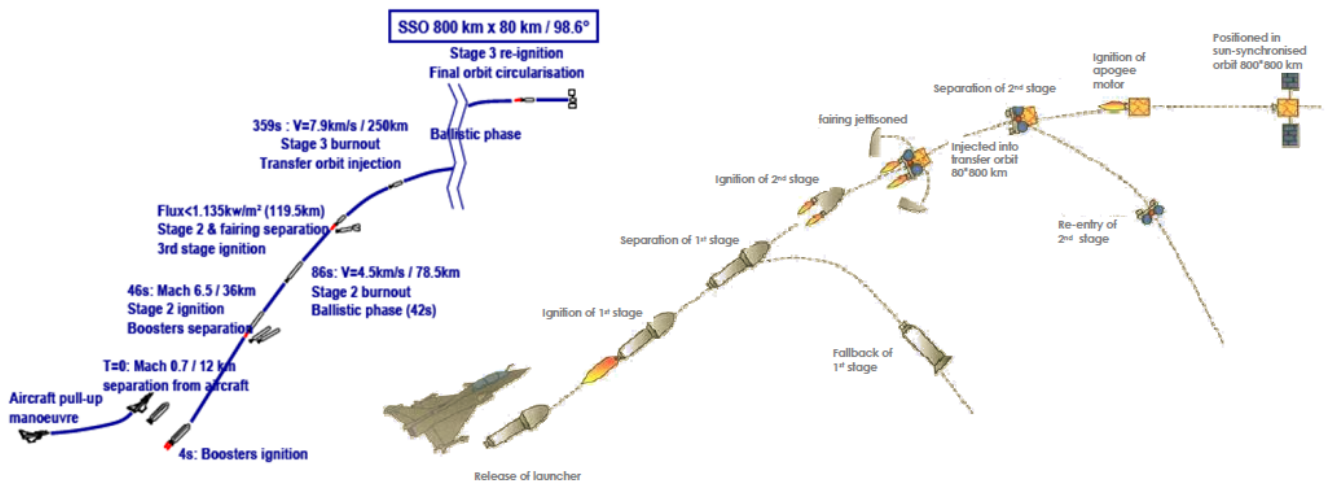 SSO 800 km x 80 km / 98.6°
Stage 3 re-ignition
Final orbit circularisation
359s : V=7.9km/s / 250km
Stage 3 burnout
Transfer orbit injection
Ballistic phase
Flux<1.135kw/m² (119.5km)
Stage 2 & fairing separation
3rd stage ignition
86s: V=4.5km/s / 78.5km
Stage 2 burnout
Ballistic phase (42s)
46s: Mach 6.5 / 36km
Stage 2 ignition
Boosters separation
T=0: Mach 0.7 / 12 km
separation from aircraft
Aircraft pull-up
manoeuvre
4s: Boosters ignition
Positioned in
sun-synchronised
orbit 800*800 km
Ignition of
apogee
motor
Separation of 2nd stage
fairing jettisoned
Injected into
transfer orbit
80*800 km
Ignition of 2nd stage
Re-entry of
2nd stage
Separation of 1st stage
Ignition of 1st stage
Fallback of
1st stage
Release of launcher